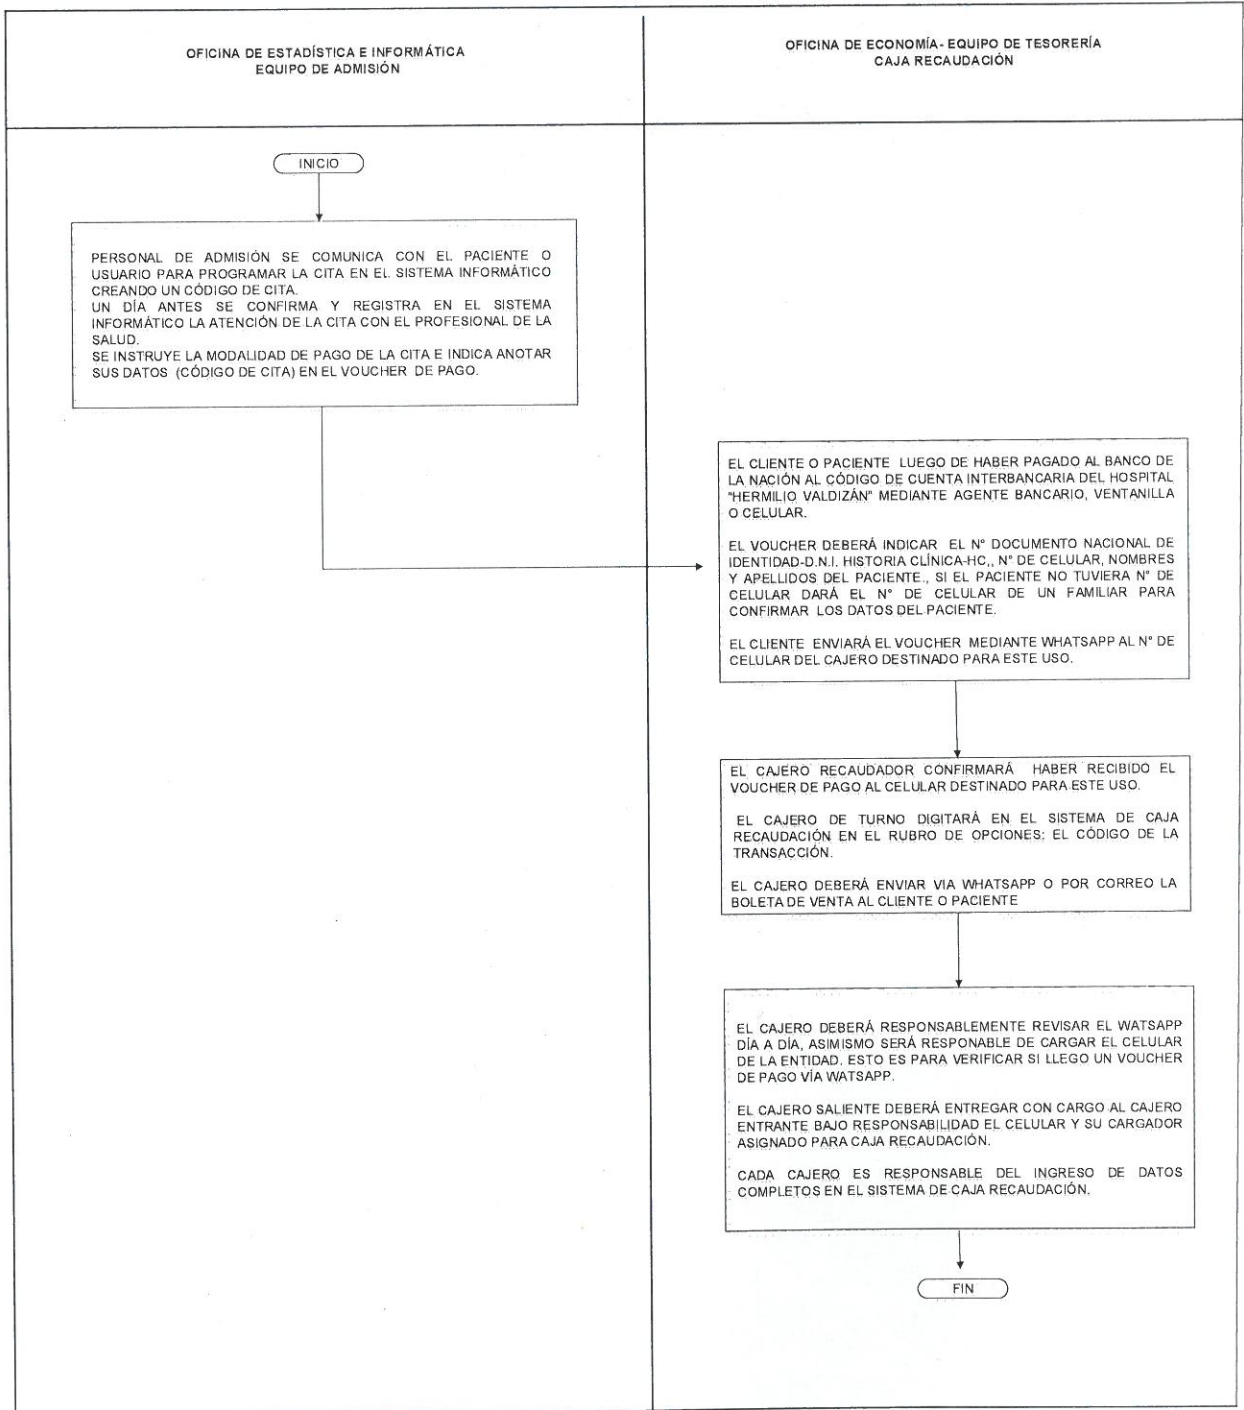 OFICINA DE ESTADÍSTICA E INFORMÁTICA
EQUIPO DE ADMISIÓN
OFICINA DE ECONOMÍA- EQUIPO DE TESORERÍA
CAJA RECAUDACIÓN
INICIO
PERSONAL DE ADMISIÓN SE COMUNICA CON EL PACIENTE O
USUARIO PARA PROGRAMAR LA CITA EN EL SISTEMA INFORMÁTICO
CREANDO UN CÓDIGO DE CITA.
UN DÍA ANTES SE CONFIRMA Y REGISTRA EN EL SISTEMA
INFORMÁTICO LA ATENCIÓN DE LA CITA CON EL PROFESIONAL DE LA
SALUD.
SE INSTRUYE LA MODALIDAD DE PAGO DE LA CITA E INDICA ANOTAR
SUS DATOS (CÓDIGO DE CITA) EN EL VOUCHER DE PAGO.
EL CLIENTE O PACIENTE LUEGO DE HABER PAGADO AL BANCO DE
LA NACIÓN AL CÓDIGO DE CUENTA INTERBANCARIA DEL HOSPITAL
"HERMILIO VALDIZÁN" MEDIANTE AGENTE BANCARIO, VENTANILLA
O CELULAR.
EL VOUCHER DEBERÁ INDICAR EL N° DOCUMENTO NACIONAL DE
IDENTIDAD-D.N.I. HISTORIA CLÍNICA-HC,, N° DE CELULAR, NOMBRES
Y APELLIDOS DEL PACIENTE., SI EL PACIENTE NO TUVIERA N° DE
CELULAR DARÁ EL N° DE CELULAR DE UN FAMILIAR PARA
CONFIRMAR LOS DATOS DEL PACIENTE.
EL CLIENTE ENVIARÁ EL VOUCHER MEDIANTE WHATSAPP AL N° DE
CELULAR DEL CAJERO DESTINADO PARA ESTE USO.
EL CAJERO RECAUDADOR CONFIRMARÁ HABER RECIBIDO EL
VOUCHER DE PAGO AL CELULAR DESTINADO PARA ESTE USO.
EL CAJERO DE TURNO DIGITARÁ EN EL SISTEMA DE CAJA
RECAUDACIÓN EN EL RUBRO DE OPCIONES: EL CÓDIGO DE LA
TRANSACCIÓN.
EL CAJERO DEBERÁ ENVIAR VIA WHATSAPP O POR CORREO LA
BOLETA DE VENTA AL CLIENTE O PACIENTE
EL CAJERO DEBERÁ RESPONSABLEMENTE REVISAR EL WATSAPP
DÍA A DÍA, ASIMISMO SERÁ RESPONABLE DE CARGAR EL CELULAR
DE LA ENTIDAD. ESTO ES PARA VERIFICAR SI LLEGO UN VOUCHER
DE PAGO VÍA WATSAPP.
EL CAJERO SALIENTE DEBERÁ ENTREGAR CON CARGO AL CAJERO
ENTRANTE BAJO RESPONSABILIDAD EL CELULAR Y SU CARGADOR
ASIGNADO PARA CAJA RECAUDACIÓN.
CADA CAJERO ES RESPONSABLE DEL INGRESO DE DATOS
COMPLETOS EN EL SISTEMA DE CAJA RECAUDACIÓN.
FIN